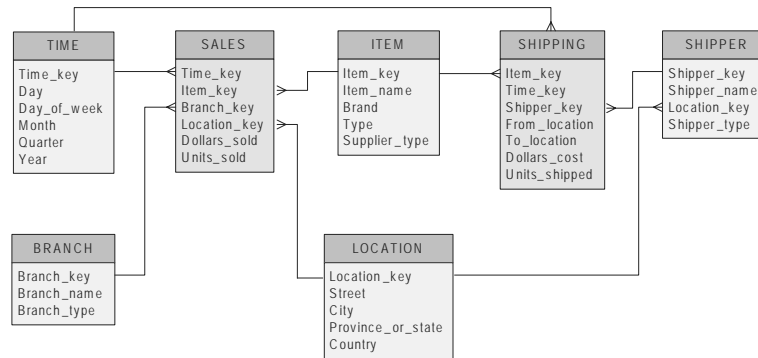 TIME
Time_key
Day
Day_of_week
Month
Quarter
Year
SALES
Time_key
Item_key
Branch_key
Location_key
Dollars_sold
Units_sold
ITEM
Item_key
Item_name
Brand
Type
Supplier_type
SHIPPING
Item_key
Time_key
Shipper_key
From_location
To_location
Dollars_cost
Units_shipped
SHIPPER
Shipper_key
Shipper_name
Location_key
Shipper_type
BRANCH
Branch_key
Branch_name
Branch_type
LOCATION
Location_key
Street
City
Province_or_state
Country